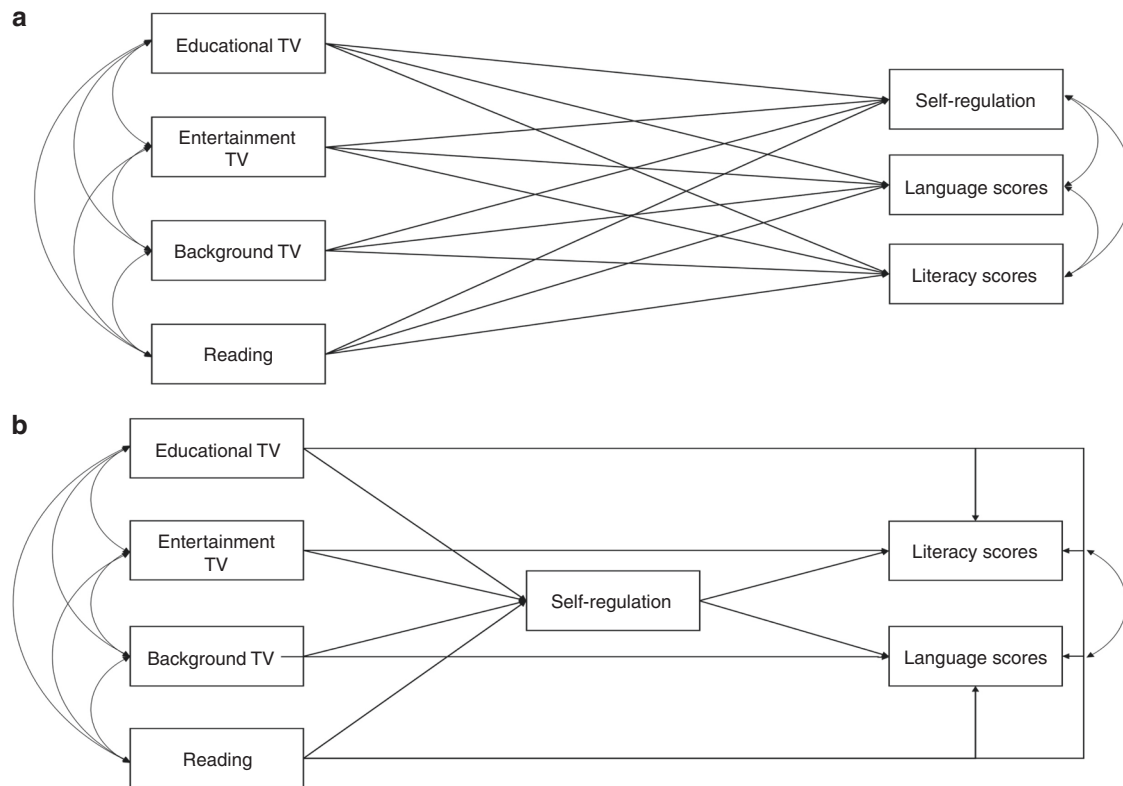 a
Educational TV
Entertainment
TV
Background TV
Reading
Self-regulation
Language scores
Literacy scores
b
Educational TV
Entertainment
TV
Background TV
Reading
Self-regulation
Literacy scores
Language scores